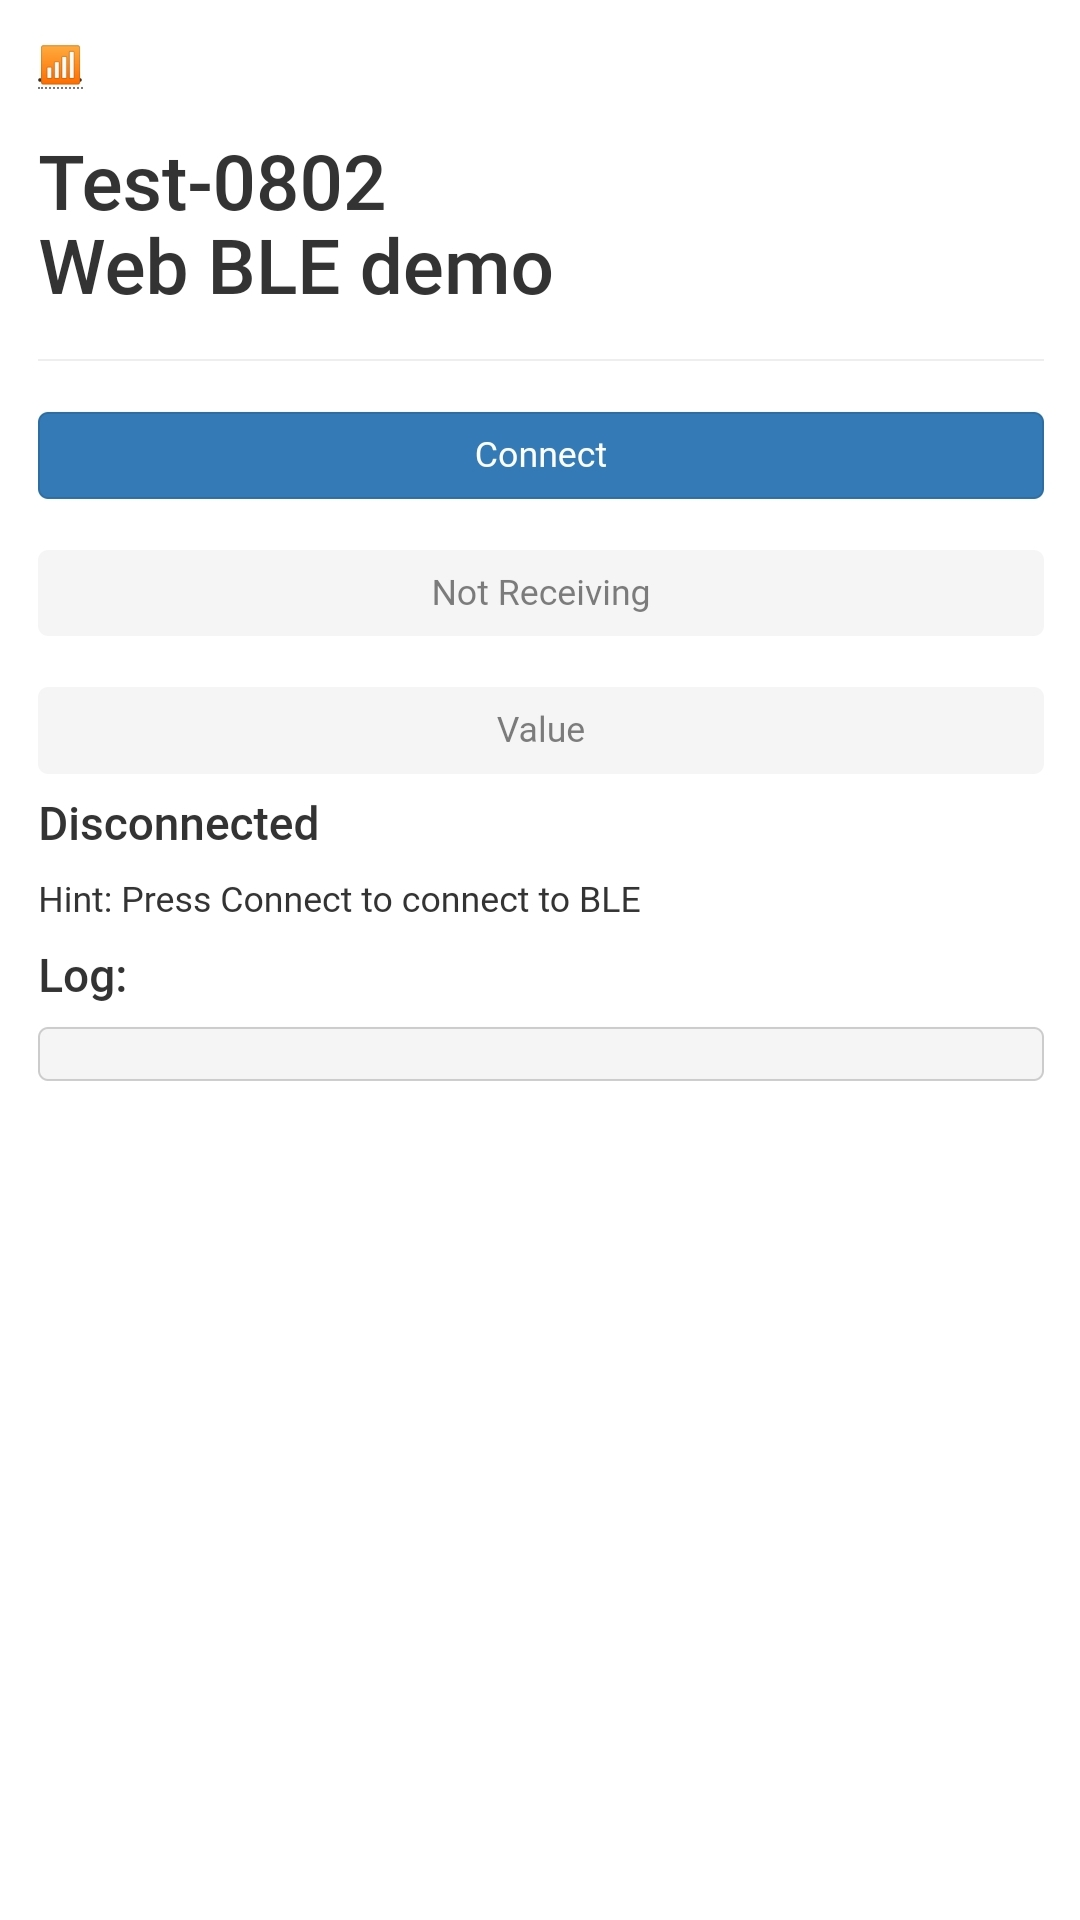 Test-0802
Web BLE demo
Connect
Not Receiving
Value
Disconnected
Hint: Press Connect to connect to BLE
Log: